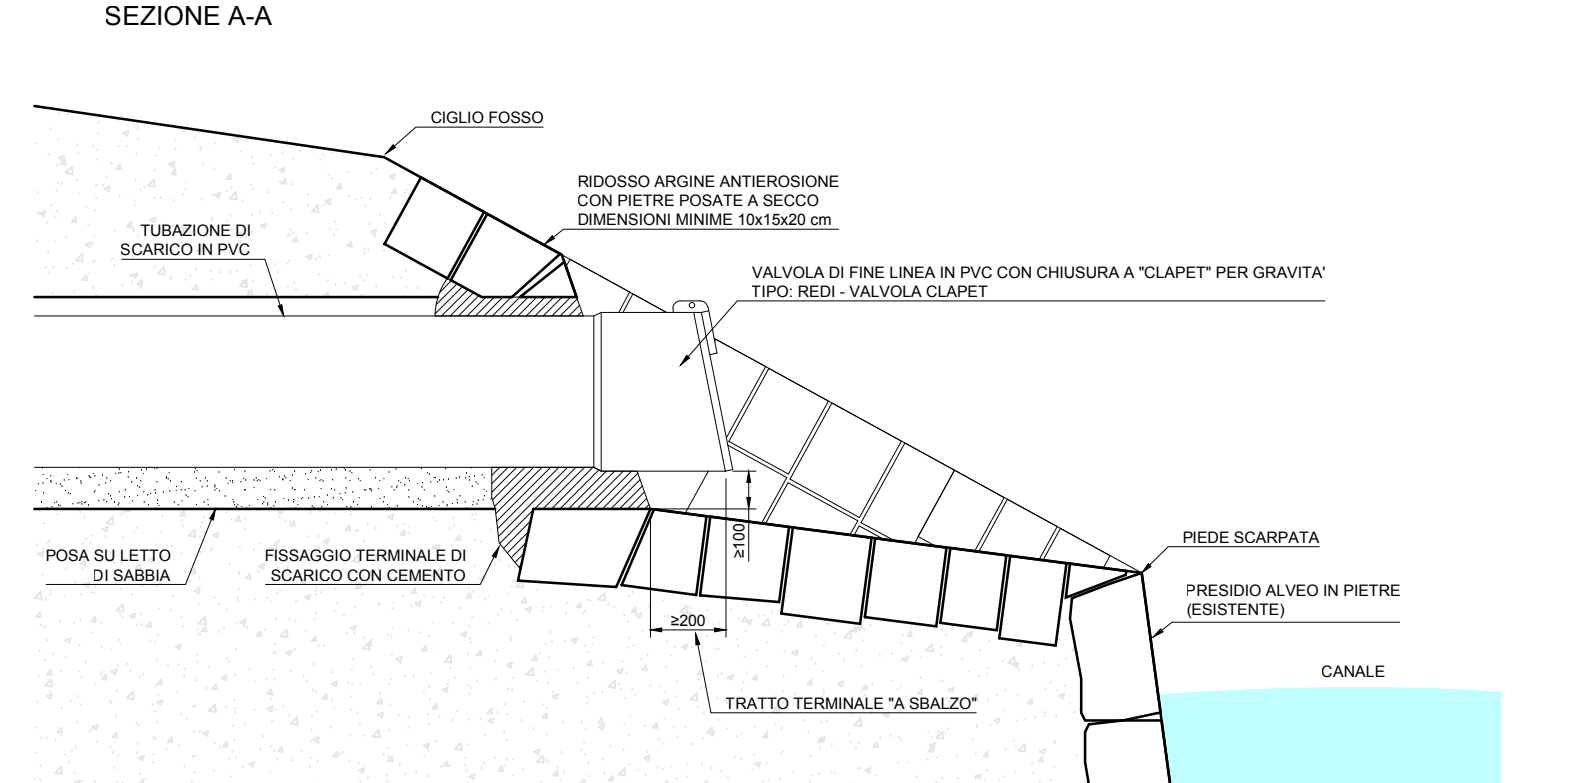 SEZIONE A-A
CIGLIO FOSSO
RIDOSSO ARGINE ANTIEROSIONE
CON PIETRE POSATE A SECCO
DIMENSIONI MINIME 10x15x20 cm
TUBAZIONE DI
SCARICO IN PVC
VALVOLA DI FINE LINEA IN PVC CON CHIUSURA A "CLAPET" PER GRAVITA'
TIPO: REDI - VALVOLA CLAPET
≥100
POSA SU LETTO
DI SABBIA
FISSAGGIO TERMINALE DI
SCARICO CON CEMENTO
PIEDE SCARPATA
PRESIDIO ALVEO IN PIETRE
(ESISTENTE)
≥200
CANALE
TRATTO TERMINALE "A SBALZO"